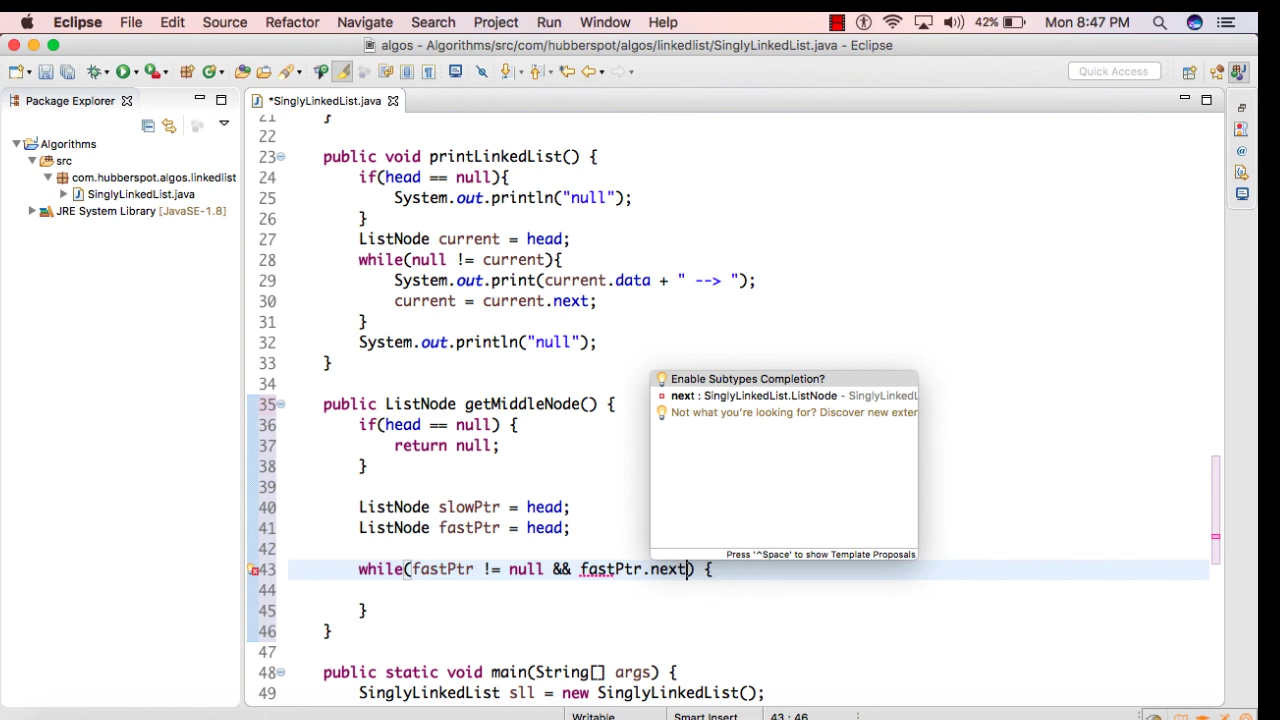 Eclipse File Edit Source Refactor Navigate Search Project Run Window Help 42% Mon 8:47 PM
algos - Algorithms/src/com/hubberspot/algos/linkedlist/SinglyLinkedList.java - Eclipse
Quick Access
Package Explorer
*SinglyLinkedList.java
Algorithms
src
com.hubberspot.algos.linkedlist
SinglyLinkedList.java
JRE System Library [JavaSE-1.8]
21 }
22
23 public void printLinkedList() {
24 if(head == null){
25 System.out.println("null");
26 }
27 ListNode current = head;
28 while(null != current){
29 System.out.print(current.data + " --> ");
30 current = current.next;
31 }
32 System.out.println("null");
33 }
34
35 public ListNode getMiddleNode() {
36 if(head == null) {
37 return null;
38 }
39
40 ListNode slowPtr = head;
41 ListNode fastPtr = head;
42
43 while(fastPtr != null && fastPtr.next) {
44
45 }
46 }
47
48 public static void main(String[] args) {
49 SinglyLinkedList sll = new SinglyLinkedList();
Enable Subtypes Completion?
next : SinglyLinkedList.ListNode - SinglyLinkedL
Not what you're looking for? Discover new exter
Press '^Space' to show Template Proposals
Writable Smart Insert 43 : 46